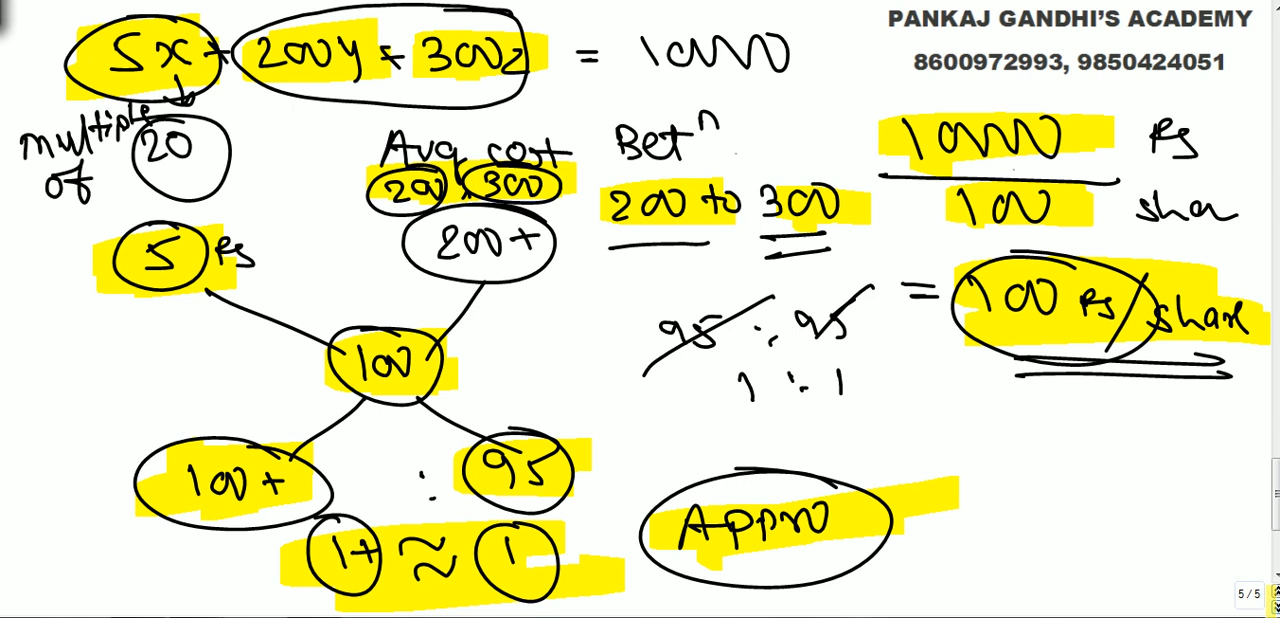 PANKAJ GANDHI'S ACADEMY
8600972993, 9850424051
5x + 200y + 300z = 10000
multiple of 20
Avg cost Betn
200, 300 200 to 300
10000 Rs
100 share
= 100 Rs/share
5 Rs 200+
100
95 : 95
1 : 1
100+ : 95
1+ ≈ 1
Appro
5 / 5